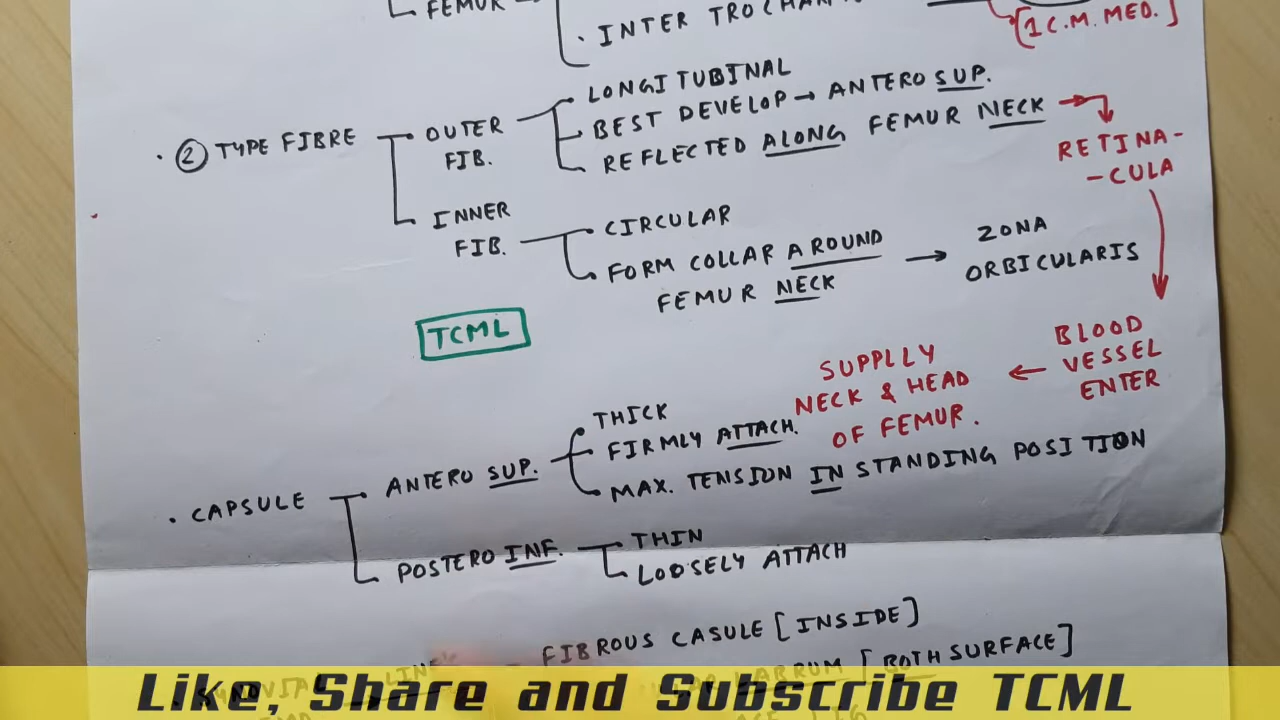 FEMUR
· INTER TROCHAN
[1 C.M. MED.]
· ② TYPE FIBRE
OUTER FIB.
LONGITUBINAL
BEST DEVELOP → ANTERO SUP.
REFLECTED ALONG FEMUR NECK →
RETINA-
-CULA
INNER FIB.
CIRCULAR
FORM COLLAR AROUND
FEMUR NECK
→ ZONA
ORBICULARIS
TCML
BLOOD
VESSEL
ENTER
← SUPPLLY
NECK & HEAD
OF FEMUR.
· CAPSULE
ANTERO SUP.
THICK
FIRMLY ATTACH.
MAX. TENSION IN STANDING POSITION
POSTERO INF.
THIN
LOOSELY ATTACH
FIBROUS CASULE [INSIDE]
LABRUM [BOTH SURFACE]
Like, Share and Subscribe TCML